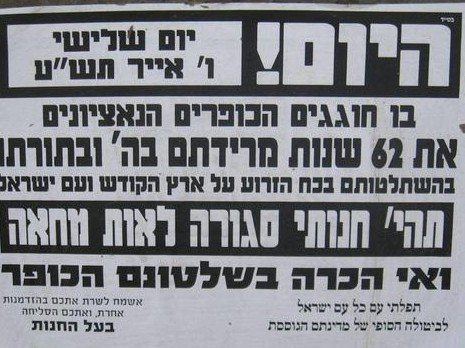 בס״ד
היום!
יום שלישי
ו׳ אייר תש״ע
בו חוגגים הכופרים הנאציונים
את 62 שנות מרידתם בה׳ ובתורתו
בהשתלטותם בכח הזרוע על ארץ הקודש ועם ישראל
תהי׳ חנותי סגורה לאות מחאה
ואי הכרה בשלטונם הכופר
תפלתי עם כל עם ישראל
לביטולה הסופי של מדינתם הגוססת
אשמח לשרת אתכם בהזדמנות
אחרת, ואתכם הסליחה
בעל החנות